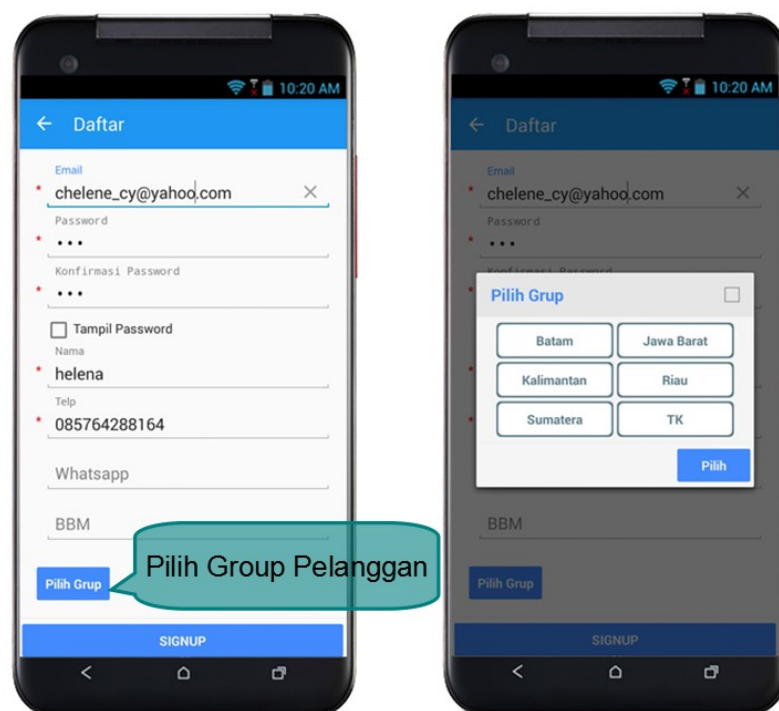 10:20 AM
Daftar
Email
* chelene_cy@yahoo.com
Password
* •••
Konfirmasi Password
* •••
Tampil Password
Nama
* helena
Telp
* 085764288164
Whatsapp
BBM
Pilih Grup
Pilih Group Pelanggan
SIGNUP
10:20 AM
Daftar
Email
* chelene_cy@yahoo.com
Password
* •••
Konfirmasi Password
Pilih Grup
Batam Jawa Barat
Kalimantan Riau
Sumatera TK
Pilih
BBM
Pilih Grup
SIGNUP